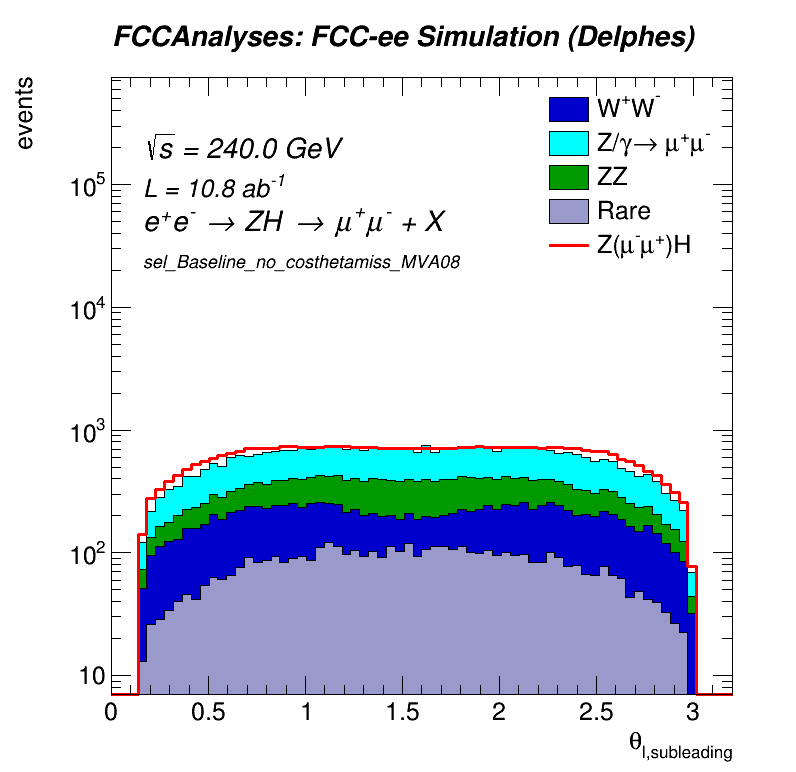 FCCAnalyses: FCC-ee Simulation (Delphes)
events
√s = 240.0 GeV
L = 10.8 ab⁻¹
e⁺e⁻ → ZH → μ⁺μ⁻ + X
sel_Baseline_no_costhetamiss_MVA08
W⁺W⁻
Z/γ→ μ⁺μ⁻
ZZ
Rare
Z(μ⁻μ⁺)H
10⁵
10⁴
10³
10²
10
0 0.5 1 1.5 2 2.5 3
θ_l,subleading